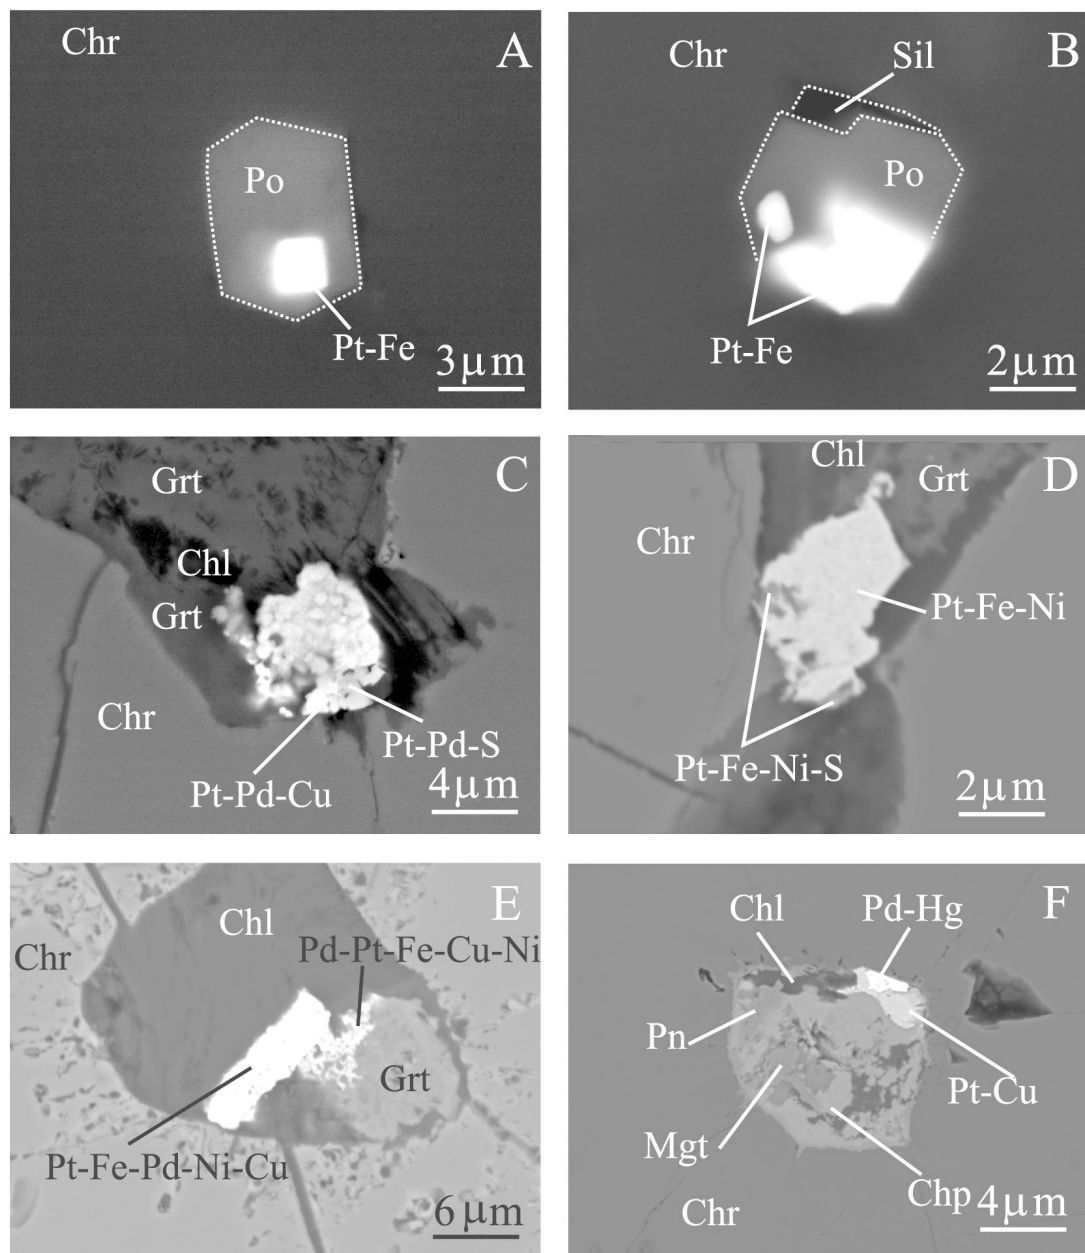 Chr
A
Po
Pt-Fe
3μm
Chr
Sil
B
Po
Pt-Fe
2μm
Grt
C
Chl
Grt
Chr
Pt-Pd-S
Pt-Pd-Cu
4μm
Chl
Grt
D
Chr
Pt-Fe-Ni
Pt-Fe-Ni-S
2μm
Chl
E
Chr
Pd-Pt-Fe-Cu-Ni
Grt
Pt-Fe-Pd-Ni-Cu
6μm
Chl
Pd-Hg
F
Pn
Pt-Cu
Mgt
Chp
Chr
4μm